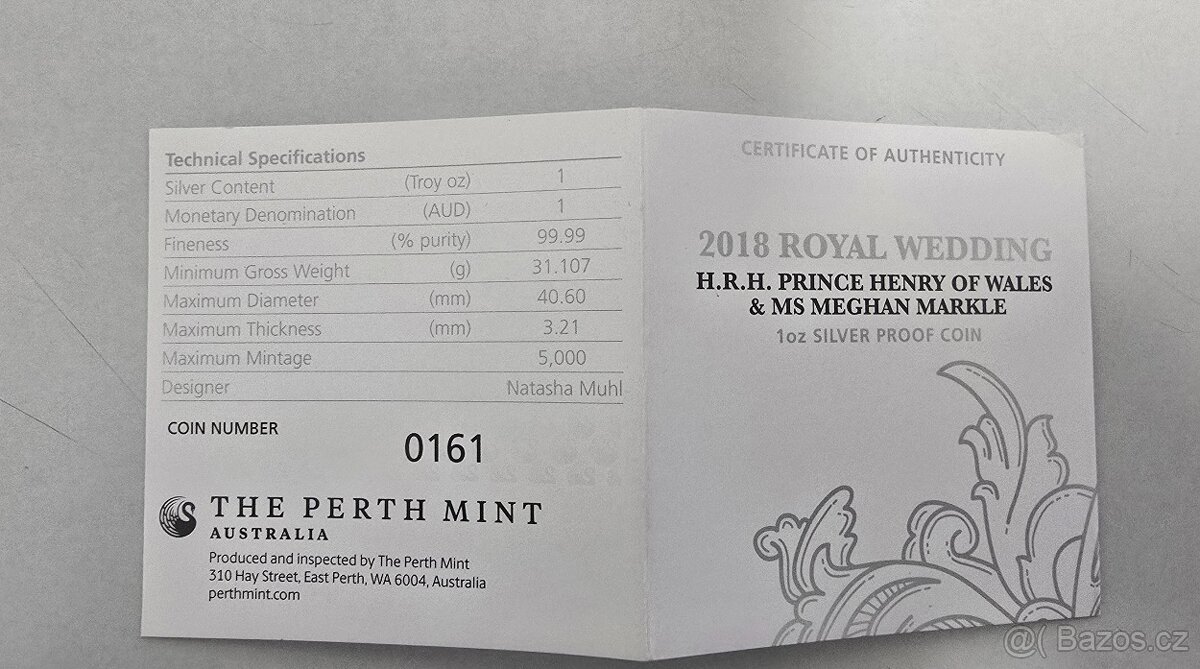 Technical Specifications
Silver Content (Troy oz) 1
Monetary Denomination (AUD) 1
Fineness (% purity) 99.99
Minimum Gross Weight (g) 31.107
Maximum Diameter (mm) 40.60
Maximum Thickness (mm) 3.21
Maximum Mintage 5,000
Designer Natasha Muhl
COIN NUMBER 0161
THE PERTH MINT
AUSTRALIA
Produced and inspected by The Perth Mint
310 Hay Street, East Perth, WA 6004, Australia
perthmint.com
CERTIFICATE OF AUTHENTICITY
2018 ROYAL WEDDING
H.R.H. PRINCE HENRY OF WALES
& MS MEGHAN MARKLE
1oz SILVER PROOF COIN
@( Bazos.cz